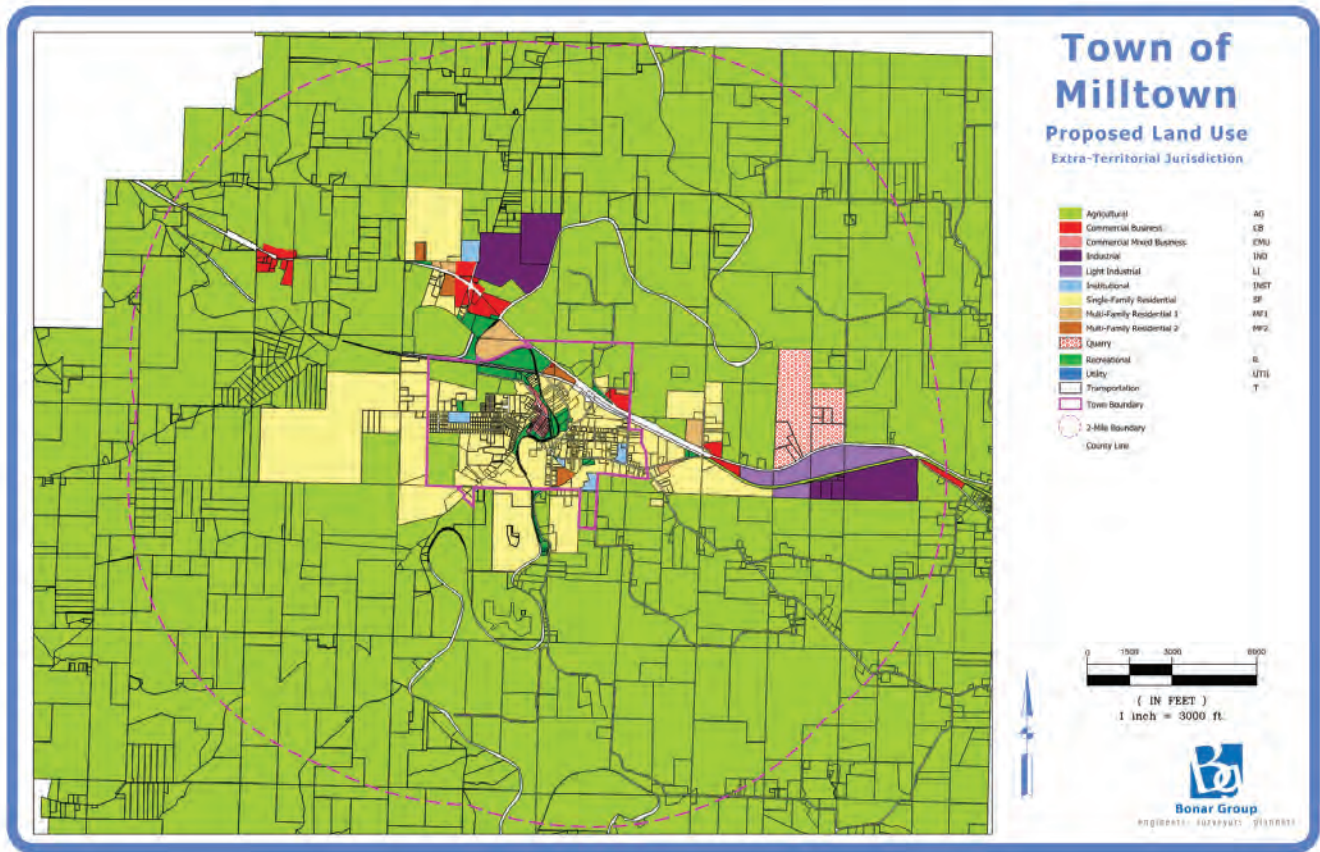 Town of
Milltown
Proposed Land Use
Extra-Territorial Jurisdiction
Agricultural AG
Commercial Business CB
Commercial Mixed Business CMU
Industrial IND
Light Industrial LI
Institutional INST
Single-Family Residential SF
Multi-Family Residential 1 MF1
Multi-Family Residential 2 MF2
Quarry
Recreational R
Utility UTIL
Transportation T
Town Boundary
2-Mile Boundary
County Line
0 1500 3000 6000
( IN FEET )
1 inch = 3000 ft.
Bonar Group
engineers surveyors planners